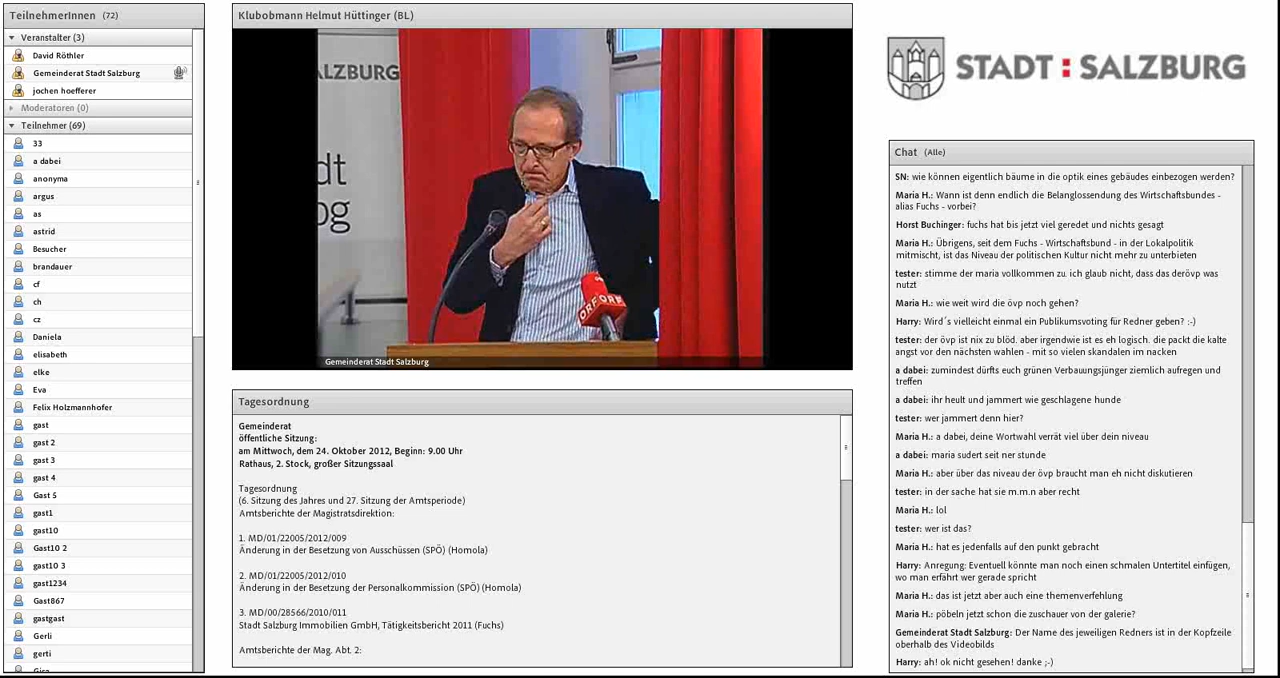 TeilnehmerInnen (72)
Veranstalter (3)
David Röthler
Gemeinderat Stadt Salzburg
jochen hoefferer
Moderatoren (0)
Teilnehmer (69)
33
a dabei
anonyma
argus
as
astrid
Besucher
brandauer
cf
ch
cz
Daniela
elisabeth
elke
Eva
Felix Holzmannhofer
gast
gast 2
gast 3
gast 4
Gast 5
gast1
gast10
Gast10 2
gast10 3
gast1234
Gast867
gastgast
Gerli
gerti
Gisa
Klubobmann Helmut Hüttinger (BL)
ALZBURG
dt
og
ORF ORF
Gemeinderat Stadt Salzburg
Tagesordnung
Gemeinderat
öffentliche Sitzung:
am Mittwoch, dem 24. Oktober 2012, Beginn: 9.00 Uhr
Rathaus, 2. Stock, großer Sitzungssaal
Tagesordnung
(6. Sitzung des Jahres und 27. Sitzung der Amtsperiode)
Amtsberichte der Magistratsdirektion:
1. MD/01/22005/2012/009
Änderung in der Besetzung von Ausschüssen (SPÖ) (Homola)
2. MD/01/22005/2012/010
Änderung in der Besetzung der Personalkommission (SPÖ) (Homola)
3. MD/00/28566/2010/011
Stadt Salzburg Immobilien GmbH, Tätigkeitsbericht 2011 (Fuchs)
Amtsberichte der Mag. Abt. 2:
STADT : SALZBURG
Chat (Alle)
SN: wie können eigentlich bäume in die optik eines gebäudes einbezogen werden?
Maria H.: Wann ist denn endlich die Belanglossendung des Wirtschaftsbundes -
alias Fuchs - vorbei?
Horst Buchinger: fuchs hat bis jetzt viel geredet und nichts gesagt
Maria H.: Übrigens, seit dem Fuchs - Wirtschaftsbund - in der Lokalpolitik
mitmischt, ist das Niveau der politischen Kultur nicht mehr zu unterbieten
tester: stimme der maria vollkommen zu. ich glaub nicht, dass das derövp was
nutzt
Maria H.: wie weit wird die övp noch gehen?
Harry: Wird´s vielleicht einmal ein Publikumsvoting für Redner geben? :-)
tester: der övp ist nix zu blöd. aber irgendwie ist es eh logisch. die packt die kalte
angst vor den nächsten wahlen - mit so vielen skandalen im nacken
a dabei: zumindest dürfts euch grünen Verbauungsjünger ziemlich aufregen und
treffen
a dabei: ihr heult und jammert wie geschlagene hunde
tester: wer jammert denn hier?
Maria H.: a dabei, deine Wortwahl verrät viel über dein niveau
a dabei: maria sudert seit ner stunde
Maria H.: aber über das niveau der övp braucht man eh nicht diskutieren
tester: in der sache hat sie m.m.n aber recht
Maria H.: lol
tester: wer ist das?
Maria H.: hat es jedenfalls auf den punkt gebracht
Harry: Anregung: Eventuell könnte man noch einen schmalen Untertitel einfügen,
wo man erfährt wer gerade spricht
Maria H.: das ist jetzt aber auch eine themenverfehlung
Maria H.: pöbeln jetzt schon die zuschauer von der galerie?
Gemeinderat Stadt Salzburg: Der Name des jeweiligen Redners ist in der Kopfzeile
oberhalb des Videobilds
Harry: ah! ok nicht gesehen! danke ;-)